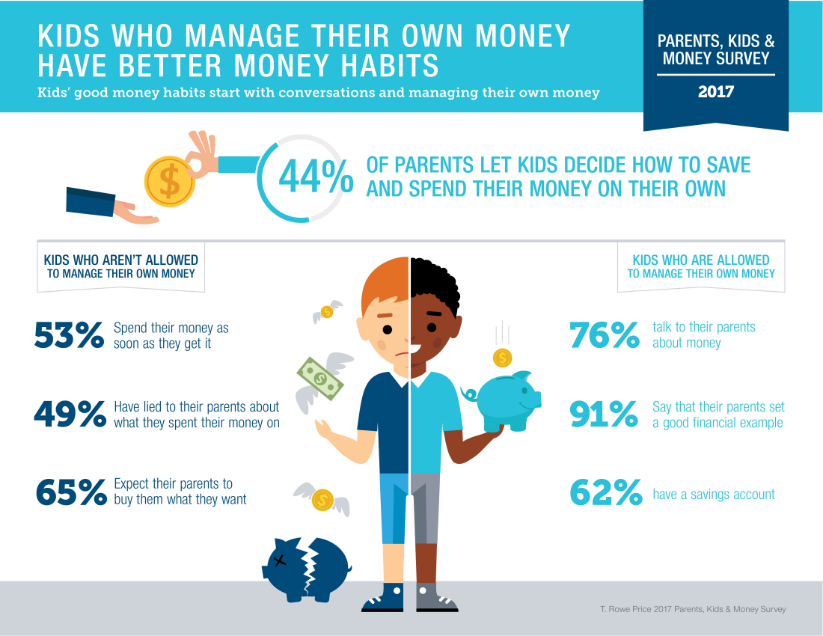 KIDS WHO MANAGE THEIR OWN MONEY
HAVE BETTER MONEY HABITS
Kids' good money habits start with conversations and managing their own money
PARENTS, KIDS &
MONEY SURVEY
2017
$
44%
OF PARENTS LET KIDS DECIDE HOW TO SAVE
AND SPEND THEIR MONEY ON THEIR OWN
KIDS WHO AREN'T ALLOWED
TO MANAGE THEIR OWN MONEY
53%
Spend their money as
soon as they get it
49%
Have lied to their parents about
what they spent their money on
65%
Expect their parents to
buy them what they want
$
$
$
$
KIDS WHO ARE ALLOWED
TO MANAGE THEIR OWN MONEY
76%
talk to their parents
about money
91%
Say that their parents set
a good financial example
62%
have a savings account
T. Rowe Price 2017 Parents, Kids & Money Survey